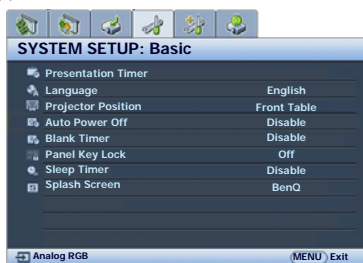 SYSTEM SETUP: Basic
Presentation Timer
Language English
Projector Position Front Table
Auto Power Off Disable
Blank Timer Disable
Panel Key Lock Off
Sleep Timer Disable
Splash Screen BenQ
Analog RGB MENU Exit